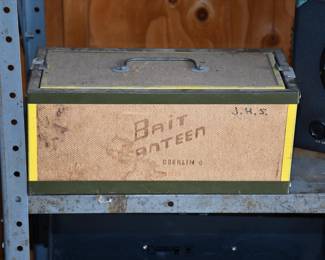 J.H.S.
BAIT
CANTEEN
OBERLIN O